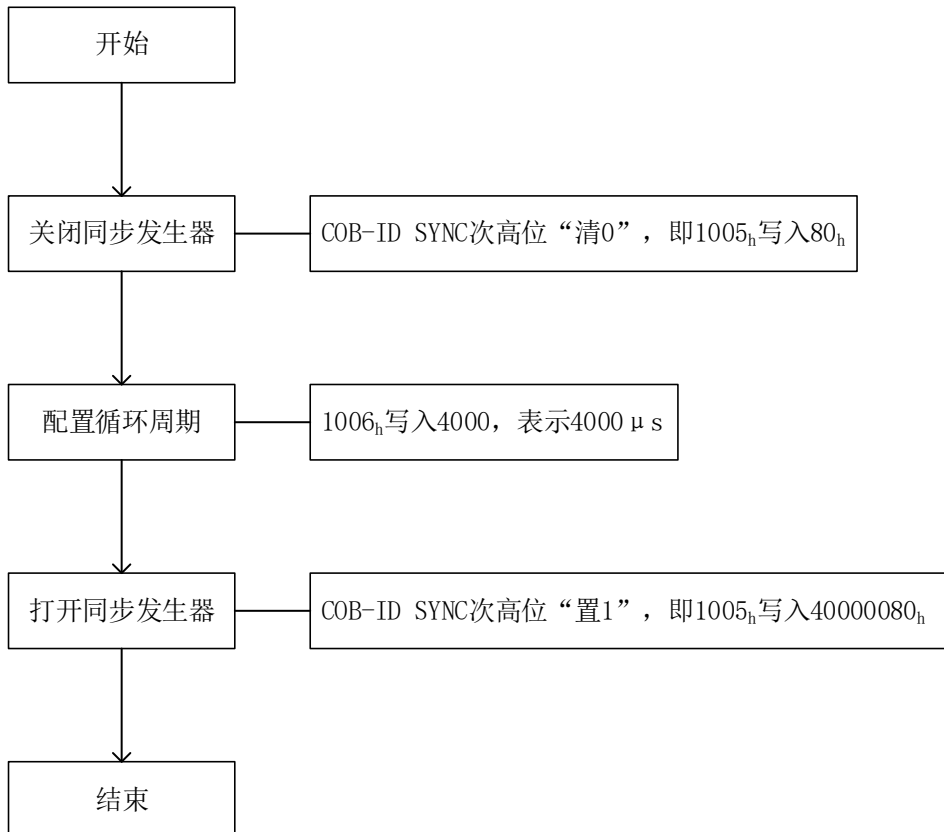 开始
关闭同步发生器
COB-ID SYNC次高位“清0”，即1005h写入80h
配置循环周期
1006h写入4000，表示4000μs
打开同步发生器
COB-ID SYNC次高位“置1”，即1005h写入40000080h
结束